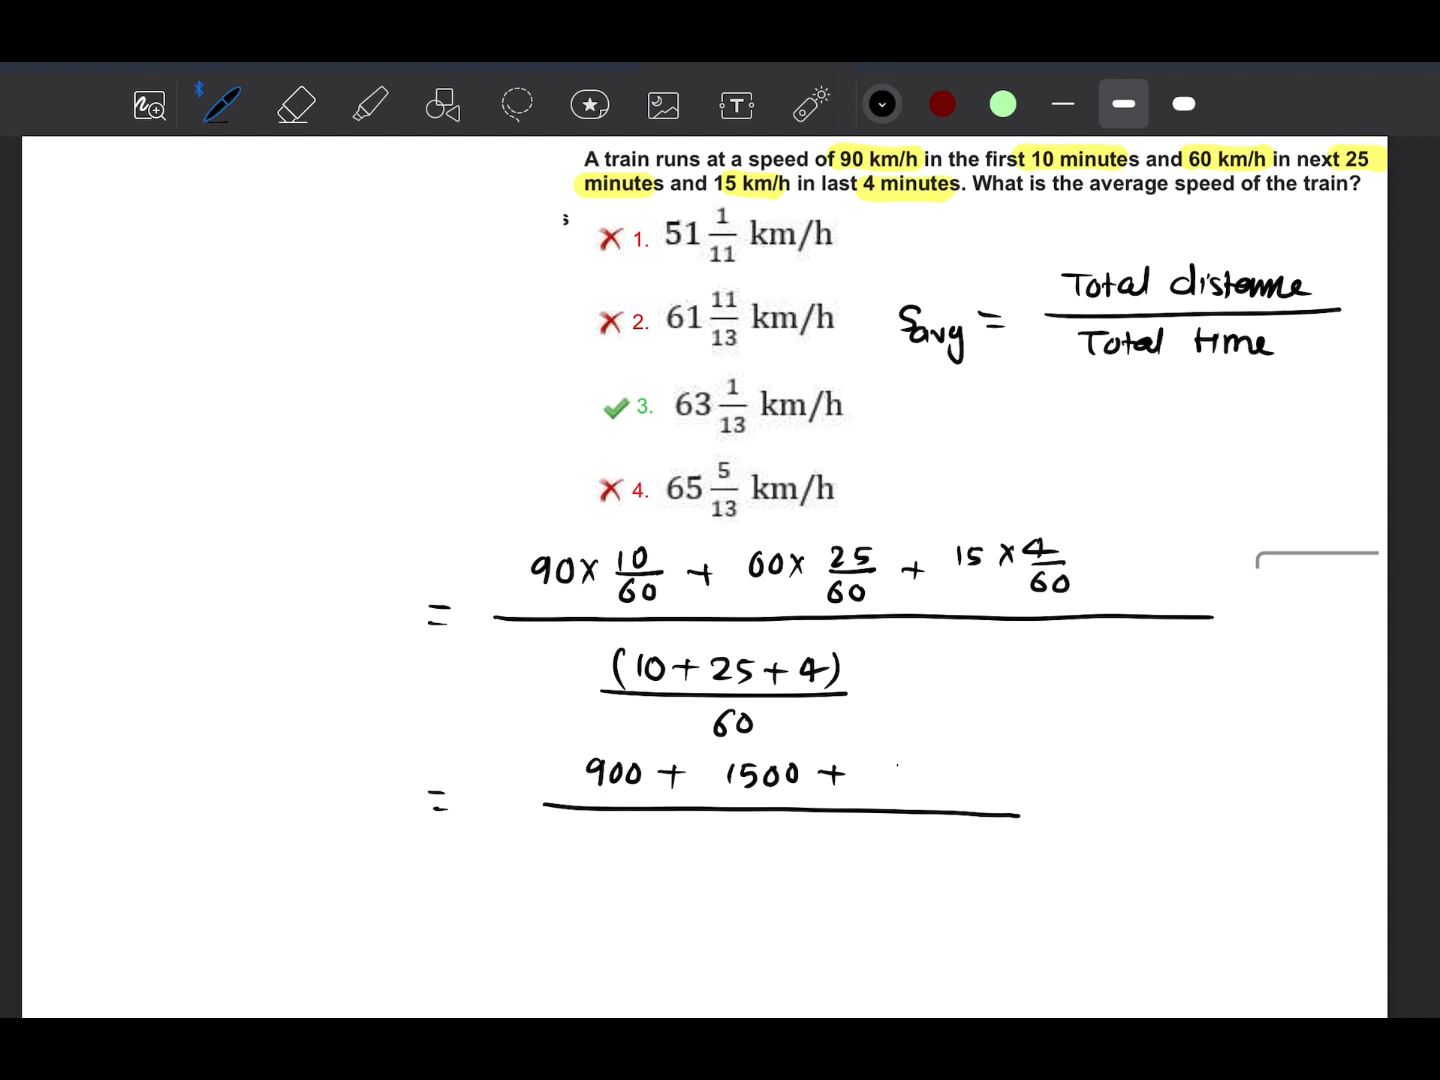 A train runs at a speed of 90 km/h in the first 10 minutes and 60 km/h in next 25
minutes and 15 km/h in last 4 minutes. What is the average speed of the train?
s
1. 51 1/11 km/h
2. 61 11/13 km/h
3. 63 1/13 km/h
4. 65 5/13 km/h
Savg = Total distance / Total time
= (90 × 10/60 + 60 × 25/60 + 15 × 4/60) / ((10 + 25 + 4)/60)
= 900 + 1500 +